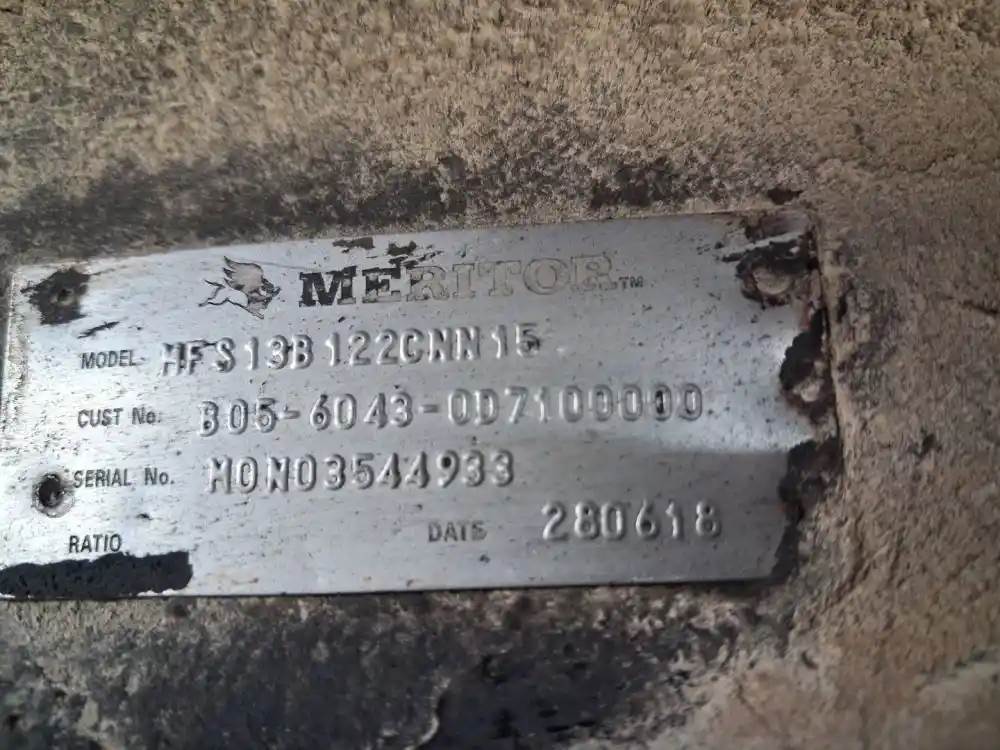 MERITOR™
MODEL MFS13B122CNN15
CUST No. B05-6043-0D7100000
SERIAL No. MON03544933
RATIO DATE 280618